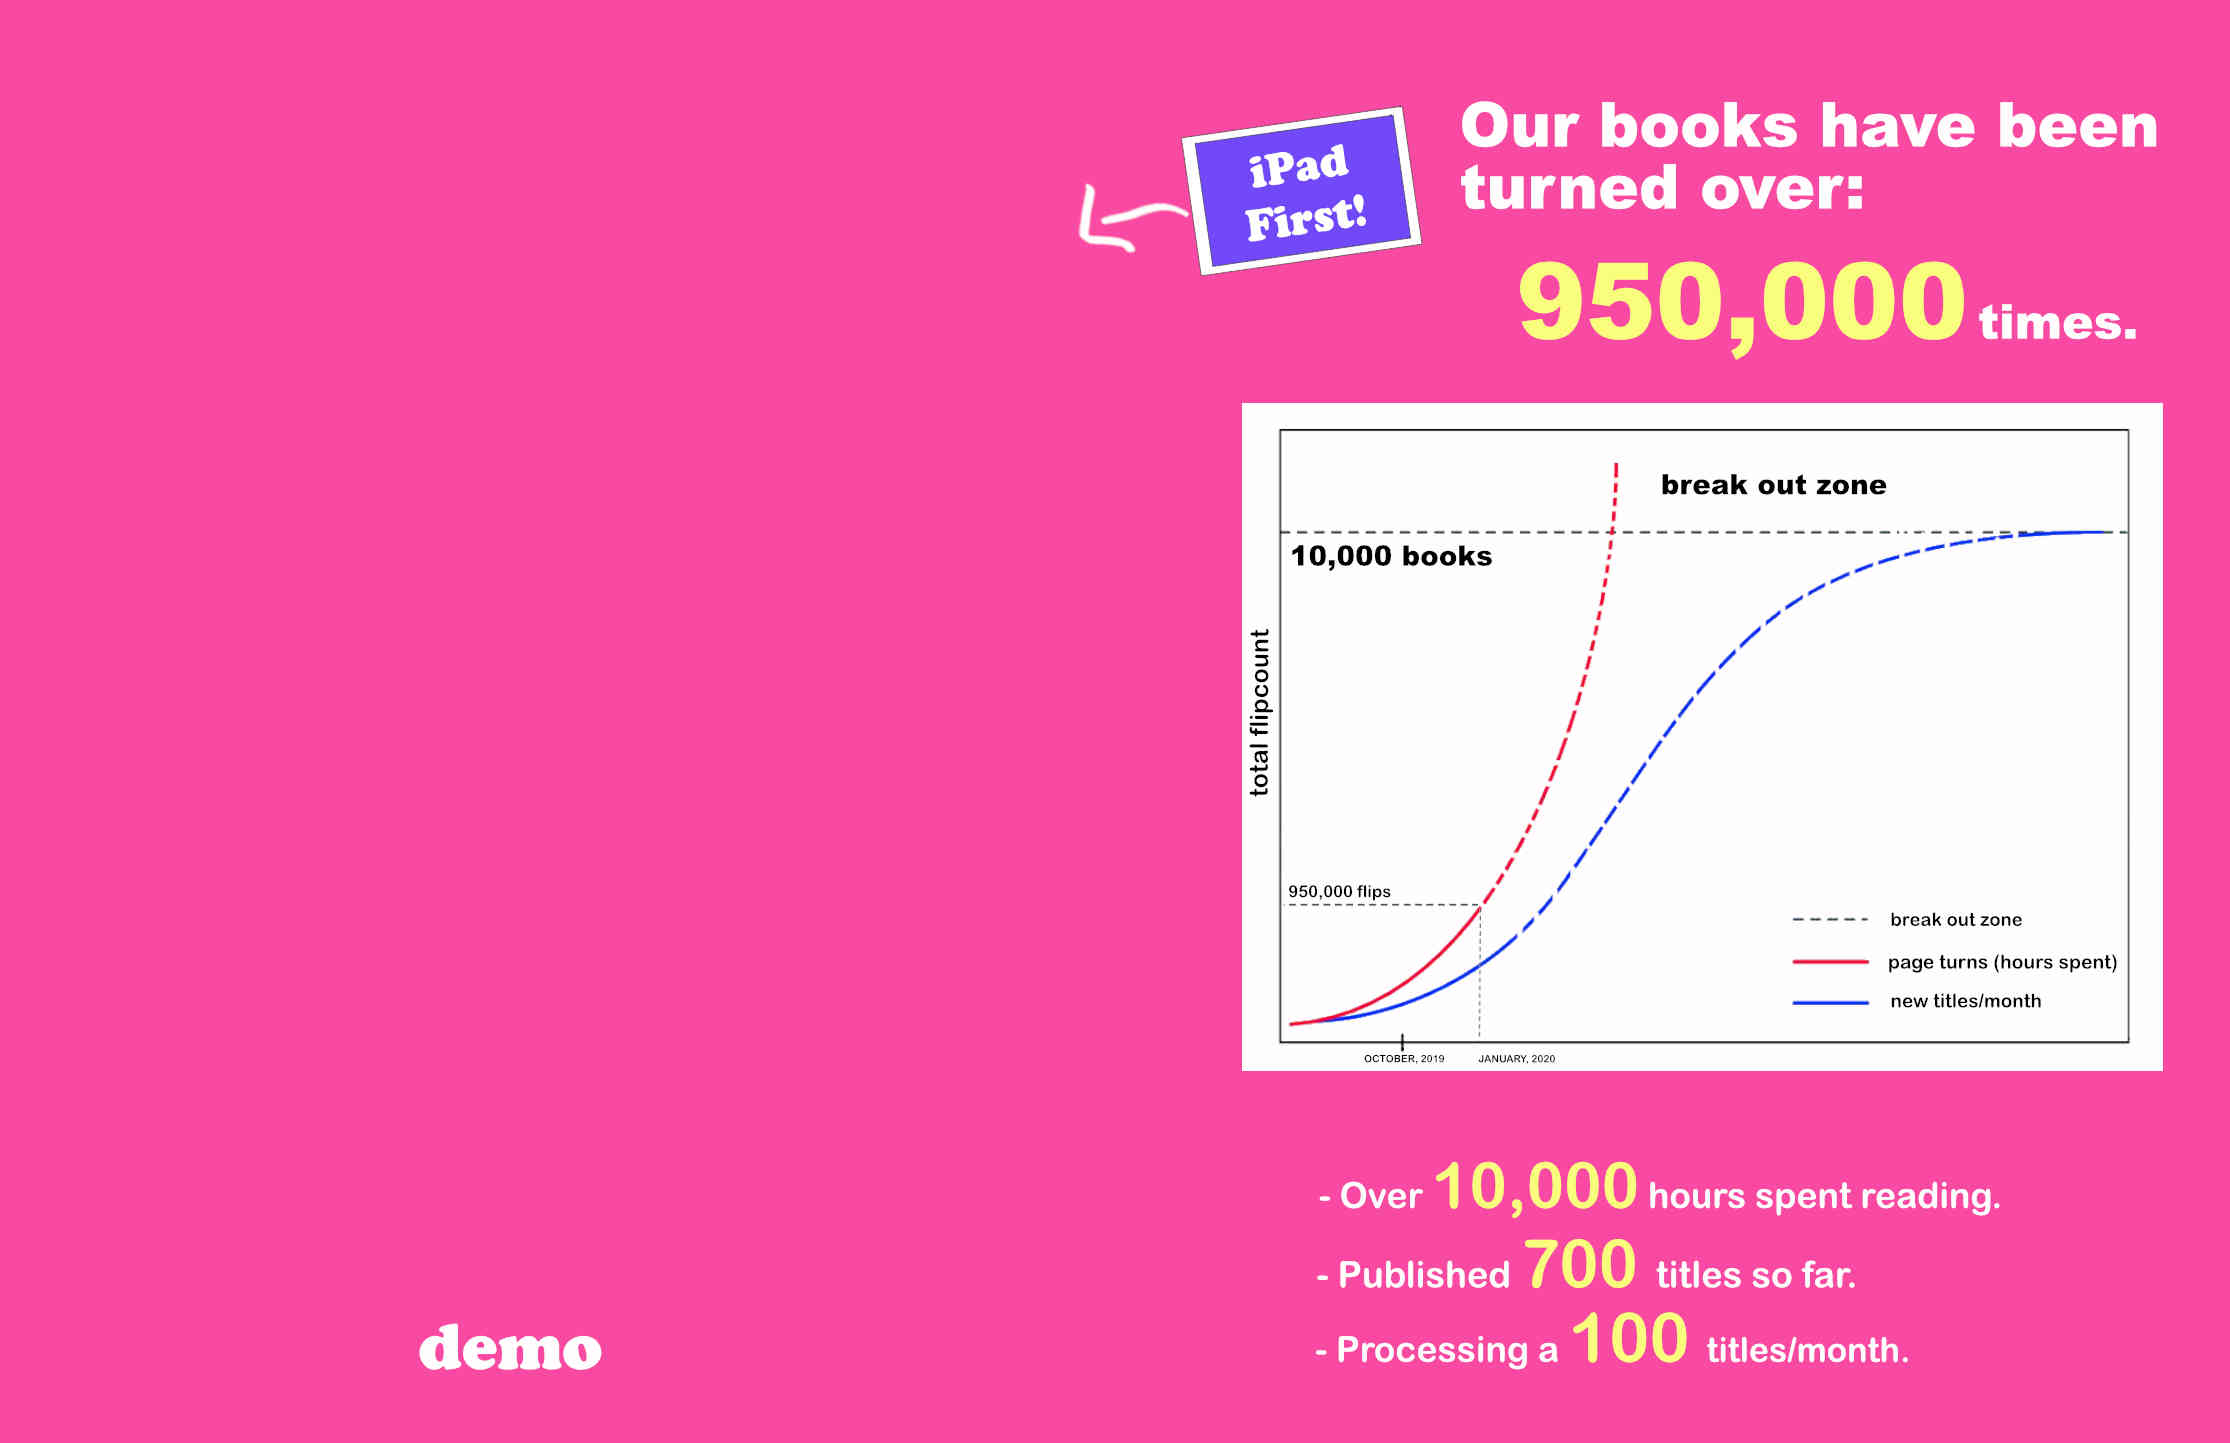 iPad
First!
Our books have been
turned over:
950,000 times.
break out zone
10,000 books
total flipcount
950,000 flips
break out zone
page turns (hours spent)
new titles/month
OCTOBER, 2019
JANUARY, 2020
- Over 10,000 hours spent reading.
- Published 700 titles so far.
- Processing a 100 titles/month.
demo